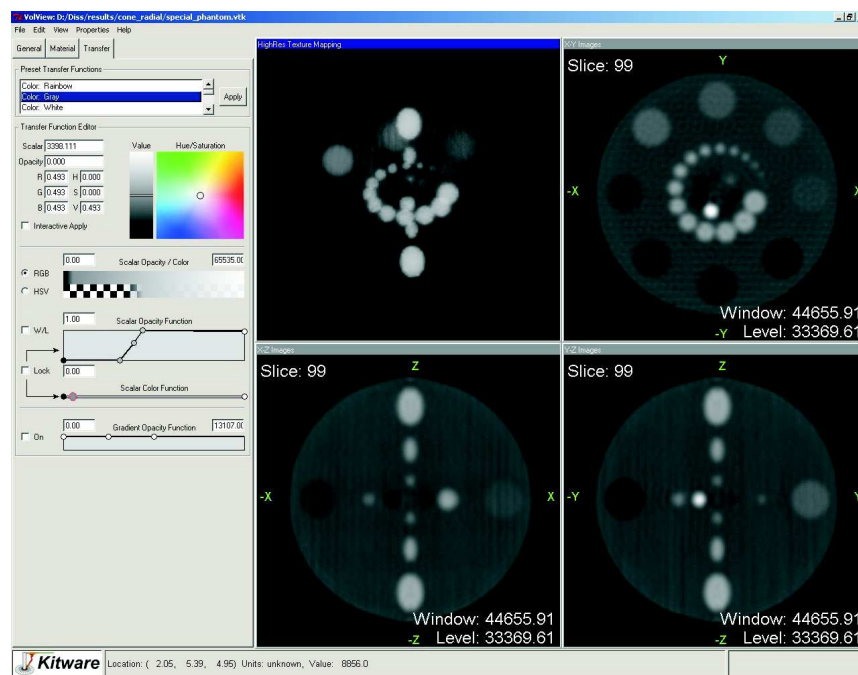 VolView: D:/Diss/results/cone_radial/special_phantom.vtk
File Edit View Properties Help
General Material Transfer
Preset Transfer Functions
Color: Rainbow
Color: Gray
Color: White
Apply
Transfer Function Editor
Scalar 3398.111
Value
Hue/Saturation
Opacity 0.000
R 0.493 H 0.000
G 0.493 S 0.000
B 0.493 V 0.493
Interactive Apply
0.00 Scalar Opacity / Color 65535.00
RGB
HSV
1.00 Scalar Opacity Function
W/L
Lock 0.00
Scalar Color Function
0.00 Gradient Opacity Function 13107.00
On
HighRes Texture Mapping
X-Y Images
Slice: 99
Y
-X
X
Window: 44655.91
-Y Level: 33369.61
X-Z Images
Slice: 99
Z
-X
X
Window: 44655.91
-Z Level: 33369.61
Y-Z Images
Slice: 99
Z
-Y
Y
Window: 44655.91
-Z Level: 33369.61
Kitware
Location: ( 2.05, 5.39, 4.95) Units: unknown, Value: 8856.0